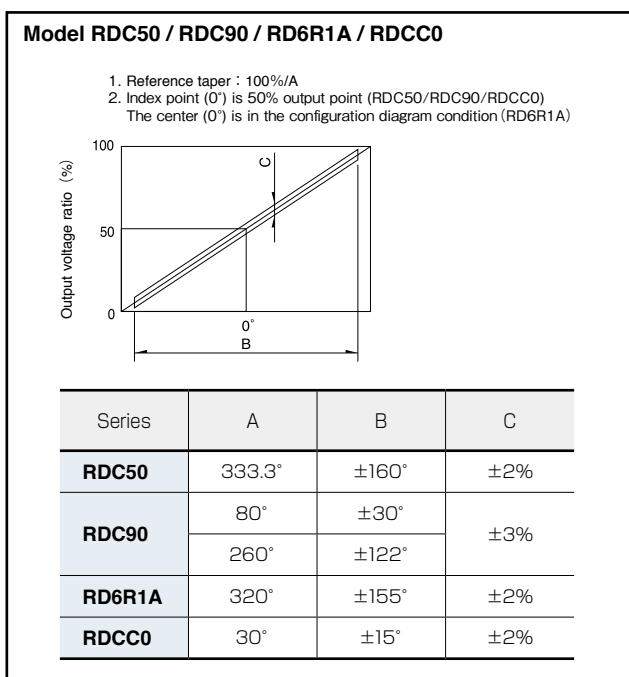 Model RDC50 / RDC90 / RD6R1A / RDCC0
1. Reference taper : 100%/A
2. Index point (0˚) is 50% output point (RDC50/RDC90/RDCC0)
The center (0˚) is in the configuration diagram condition (RD6R1A)
Output voltage ratio (%)
100
50
0
C
0˚
B
Series A B C
RDC50 333.3˚ ±160˚ ±2%
RDC90 80˚ ±30˚ ±3%
260˚ ±122˚
RD6R1A 320˚ ±155˚ ±2%
RDCC0 30˚ ±15˚ ±2%